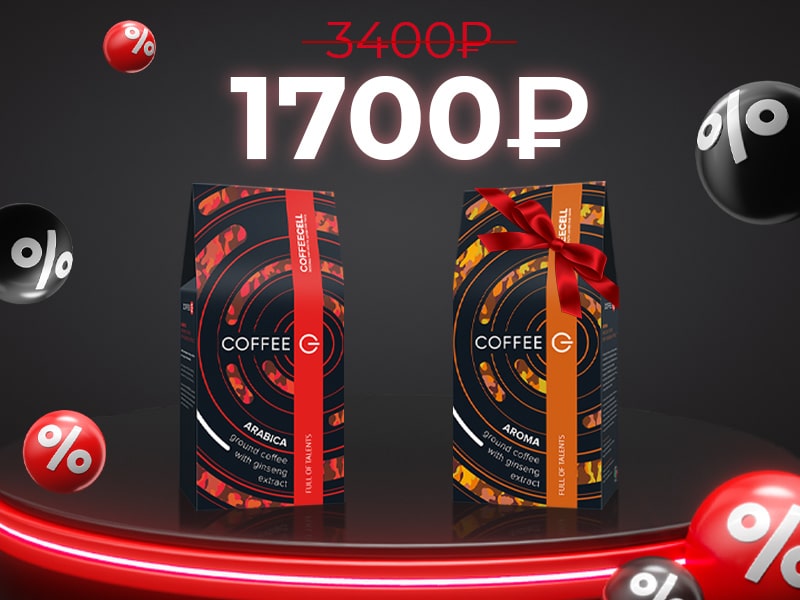 3400₽
1700₽
%
%
%
%
%
%
COFFEECELL
COFFEE
ARABICA
ground coffee
with ginseng
extract
FULL OF TALENTS
COFFEECELL
COFFEE
AROMA
ground coffee
with ginseng
extract
FULL OF TALENTS